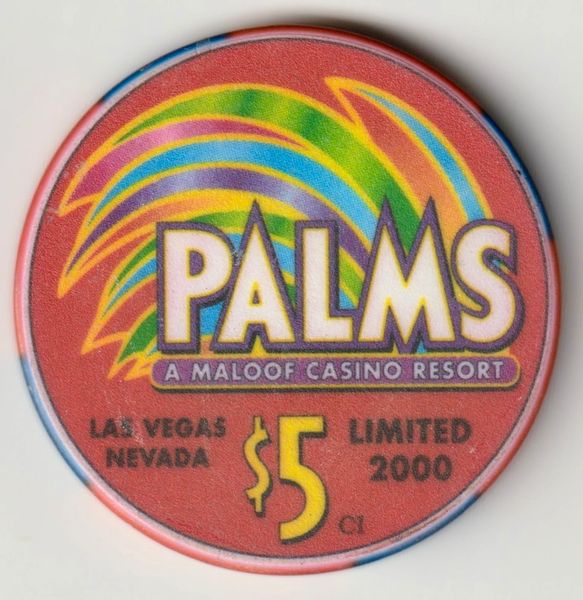 PALMS
A MALOOF CASINO RESORT
LAS VEGAS
NEVADA
$5
LIMITED
2000
CI